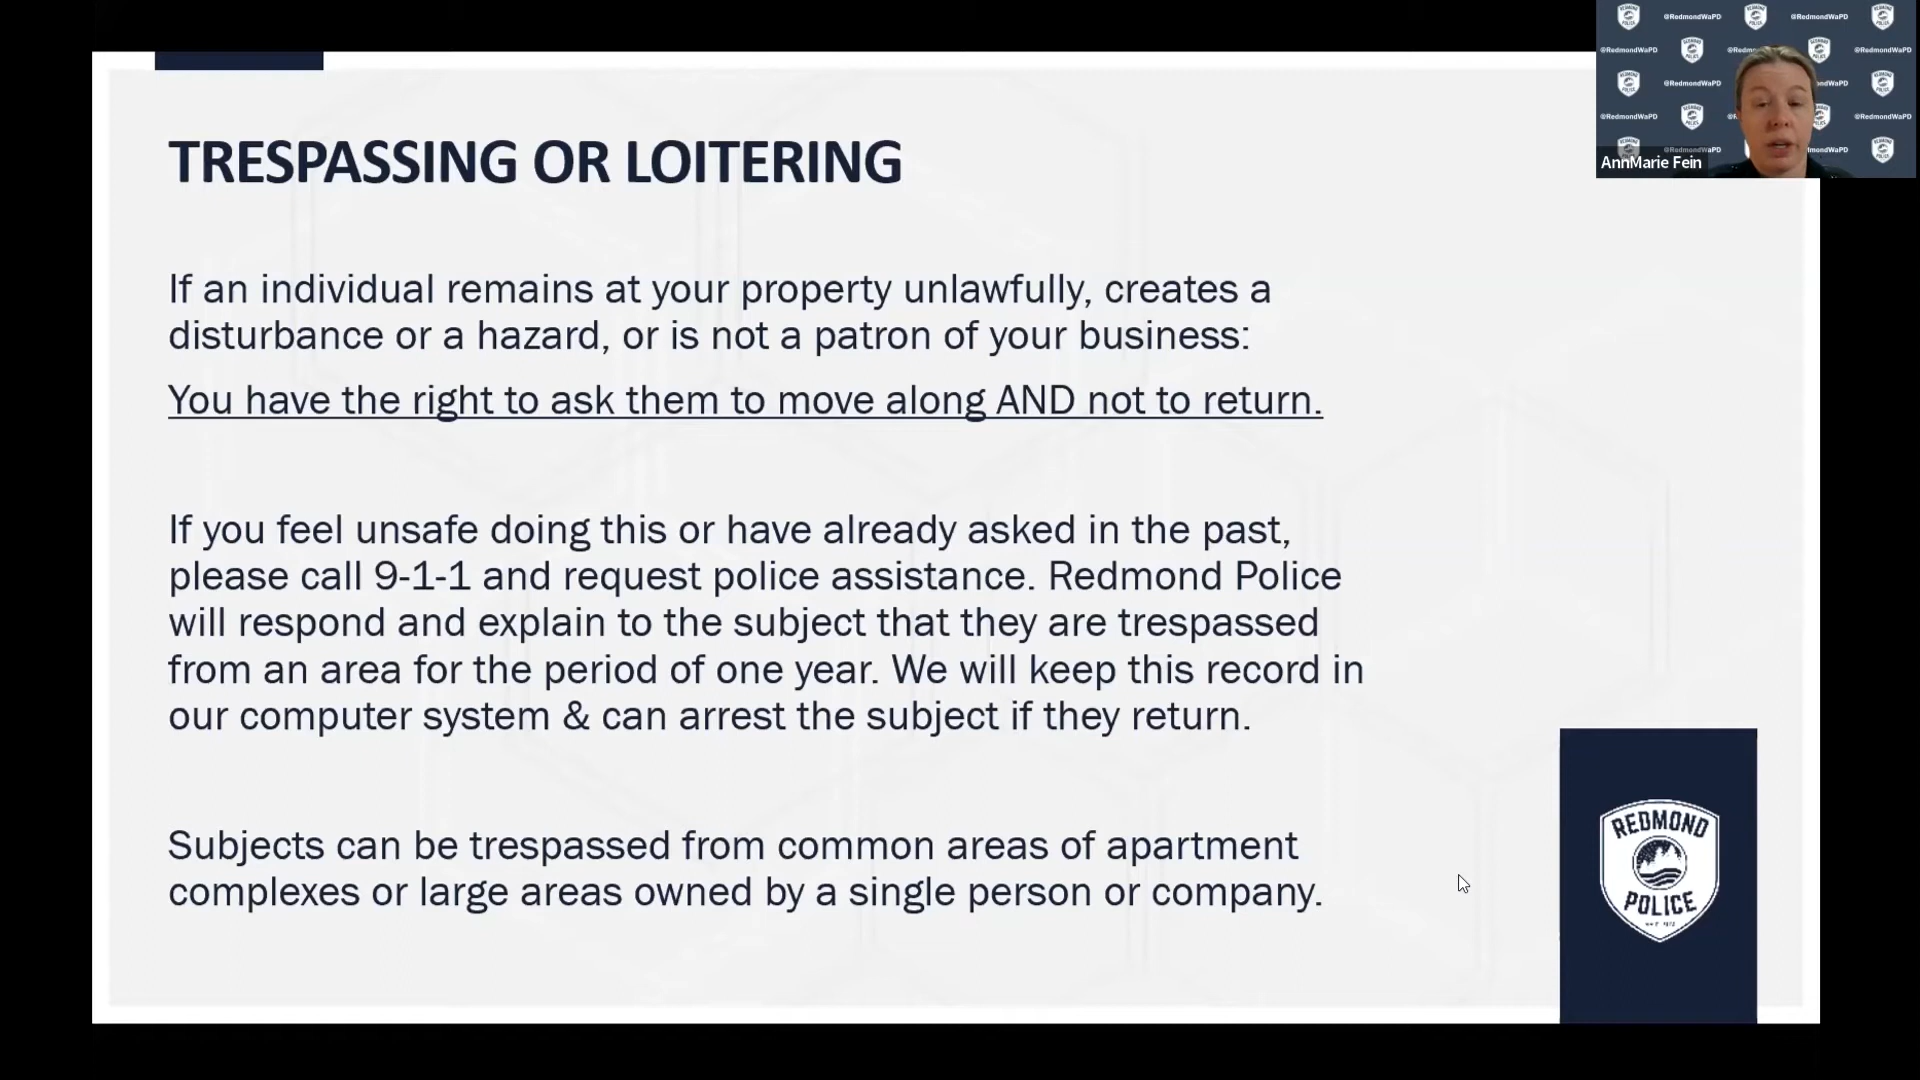 TRESPASSING OR LOITERING
If an individual remains at your property unlawfully, creates a
disturbance or a hazard, or is not a patron of your business:
You have the right to ask them to move along AND not to return.
If you feel unsafe doing this or have already asked in the past,
please call 9-1-1 and request police assistance. Redmond Police
will respond and explain to the subject that they are trespassed
from an area for the period of one year. We will keep this record in
our computer system & can arrest the subject if they return.
Subjects can be trespassed from common areas of apartment
complexes or large areas owned by a single person or company.
REDMOND
POLICE
@RedmondWaPD @RedmondWaPD
@RedmondWaPD @RedmondWaPD
@RedmondWaPD
@RedmondWaPD @RedmondWaPD
AnnMarie Fein